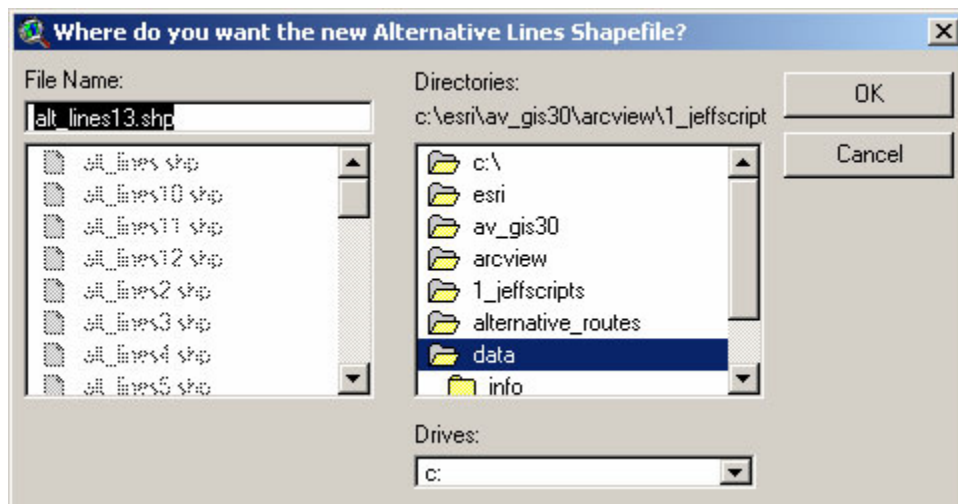 Where do you want the new Alternative Lines Shapefile?
File Name:
alt_lines13.shp
alt_lines.shp
alt_lines10.shp
alt_lines11.shp
alt_lines12.shp
alt_lines2.shp
alt_lines3.shp
alt_lines4.shp
alt_lines5.shp
Directories:
c:\esri\av_gis30\arcview\1_jeffscript
c:\
esri
av_gis30
arcview
1_jeffscripts
alternative_routes
data
info
Drives:
c:
OK
Cancel